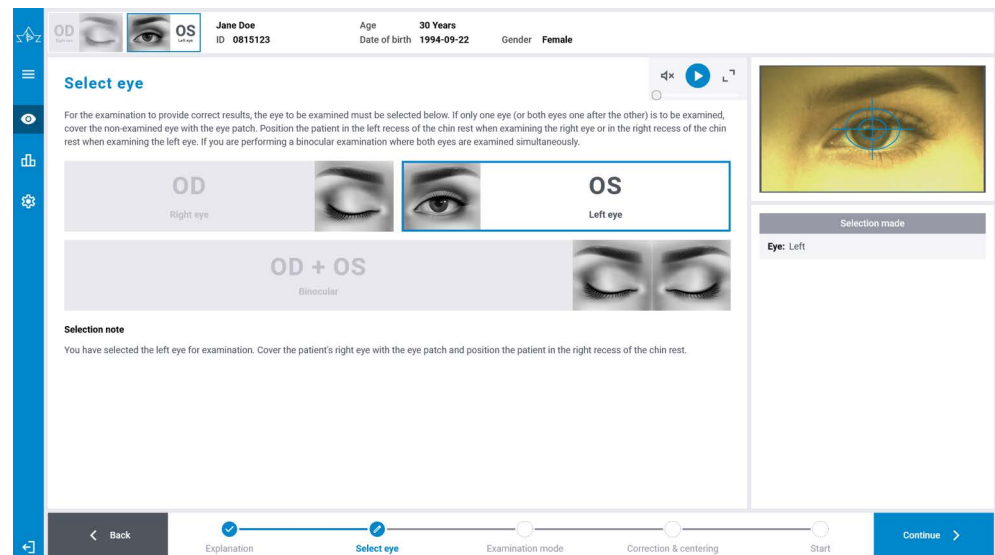 OD
Right eye
OS
Left eye
Jane Doe
ID 0815123
Age 30 Years
Date of birth 1994-09-22
Gender Female
Select eye
For the examination to provide correct results, the eye to be examined must be selected below. If only one eye (or both eyes one after the other) is to be examined,
cover the non-examined eye with the eye patch. Position the patient in the left recess of the chin rest when examining the right eye or in the right recess of the chin
rest when examining the left eye. If you are performing a binocular examination where both eyes are examined simultaneously.
OD
Right eye
OS
Left eye
OD + OS
Binocular
Selection note
You have selected the left eye for examination. Cover the patient's right eye with the eye patch and position the patient in the right recess of the chin rest.
Selection made
Eye: Left
Back
Explanation
Select eye
Examination mode
Correction & centering
Start
Continue